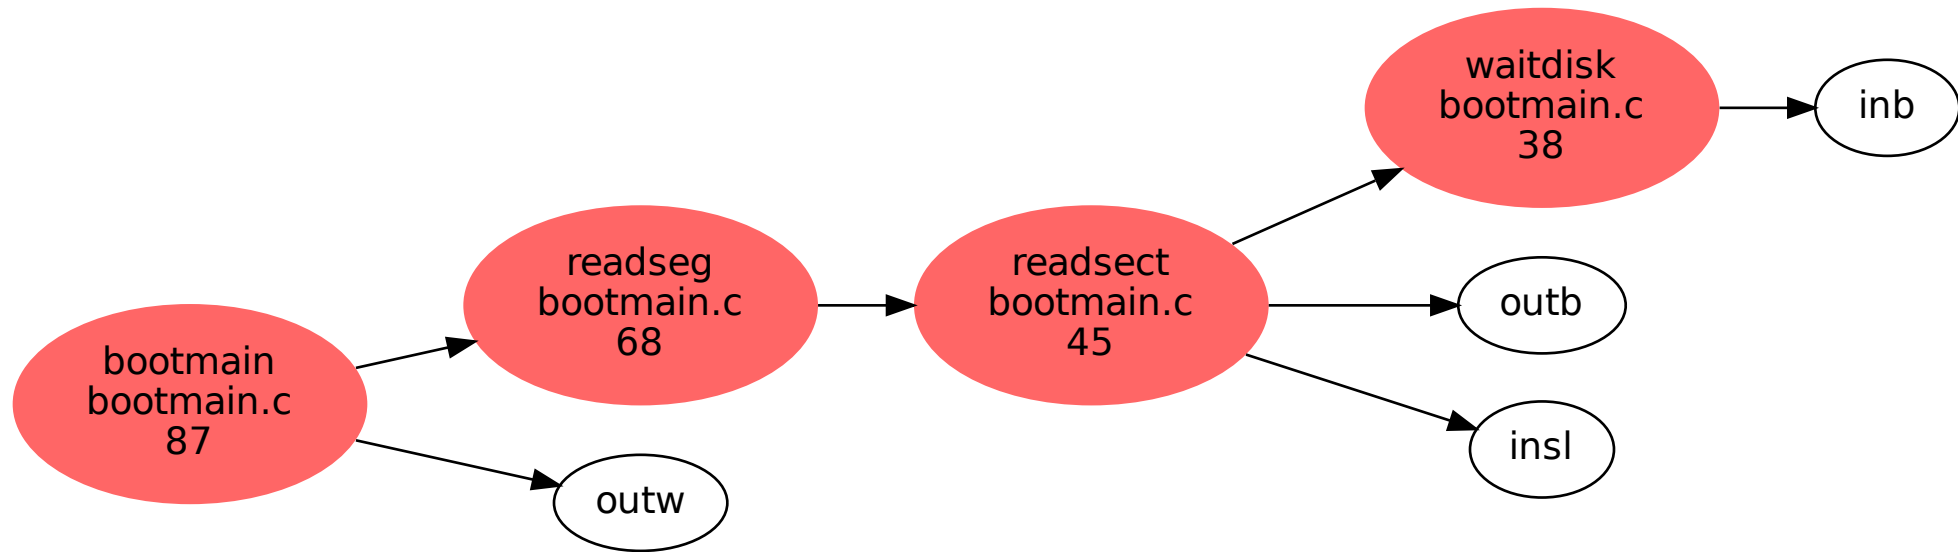 bootmain
bootmain.c
87
readseg
bootmain.c
68
outw
readsect
bootmain.c
45
waitdisk
bootmain.c
38
outb
insl
inb